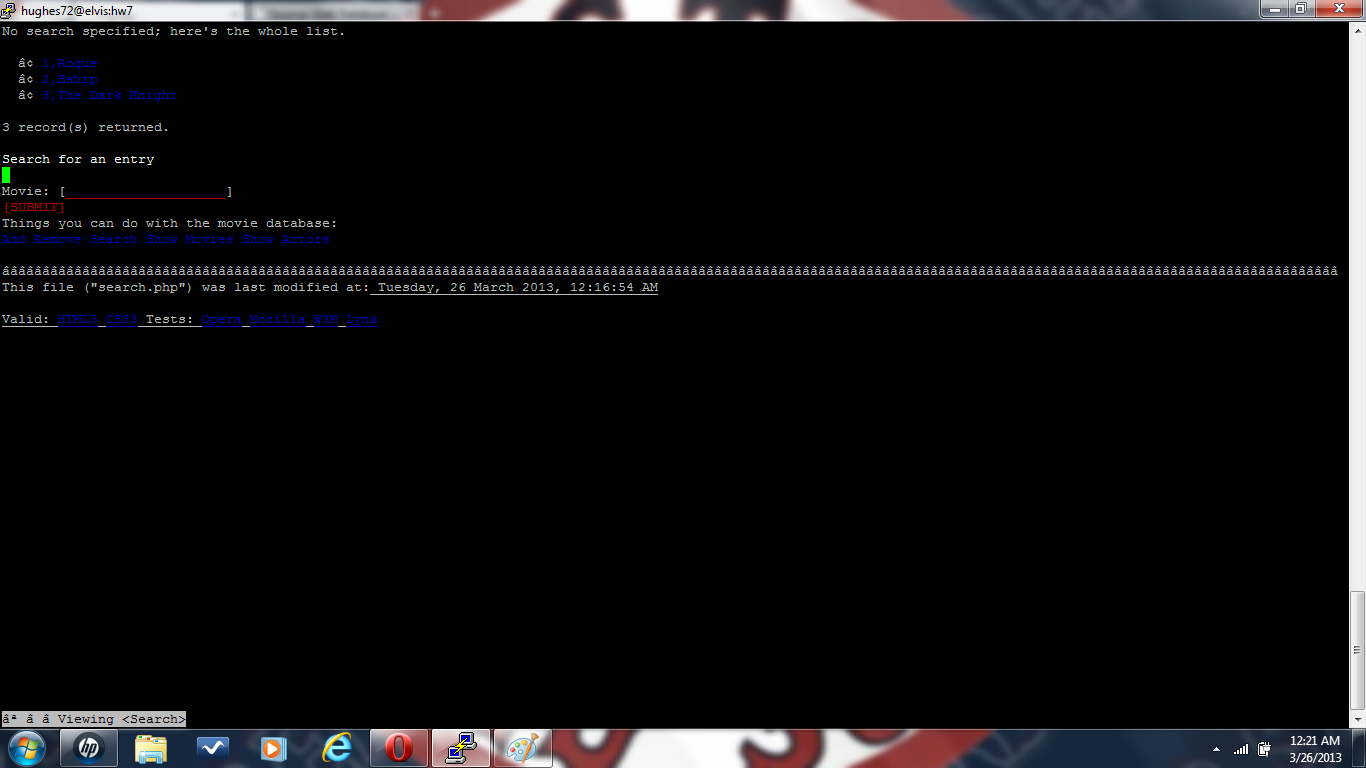 hughes72@elvis:hw7
No search specified; here's the whole list.
â¢ 1,Rogue
â¢ 2,Bship
â¢ 3,The Dark Knight
3 record(s) returned.
Search for an entry
Movie: [____________________]
[SUBMIT]
Things you can do with the movie database:
Add Remove Search Show Movies Show Actors
This file ("search.php") was last modified at: Tuesday, 26 March 2013, 12:16:54 AM
Valid: HTML5 CSS3 Tests: Opera Mozilla W3M Lynx
âª â â Viewing <Search>
hp
12:21 AM
3/26/2013